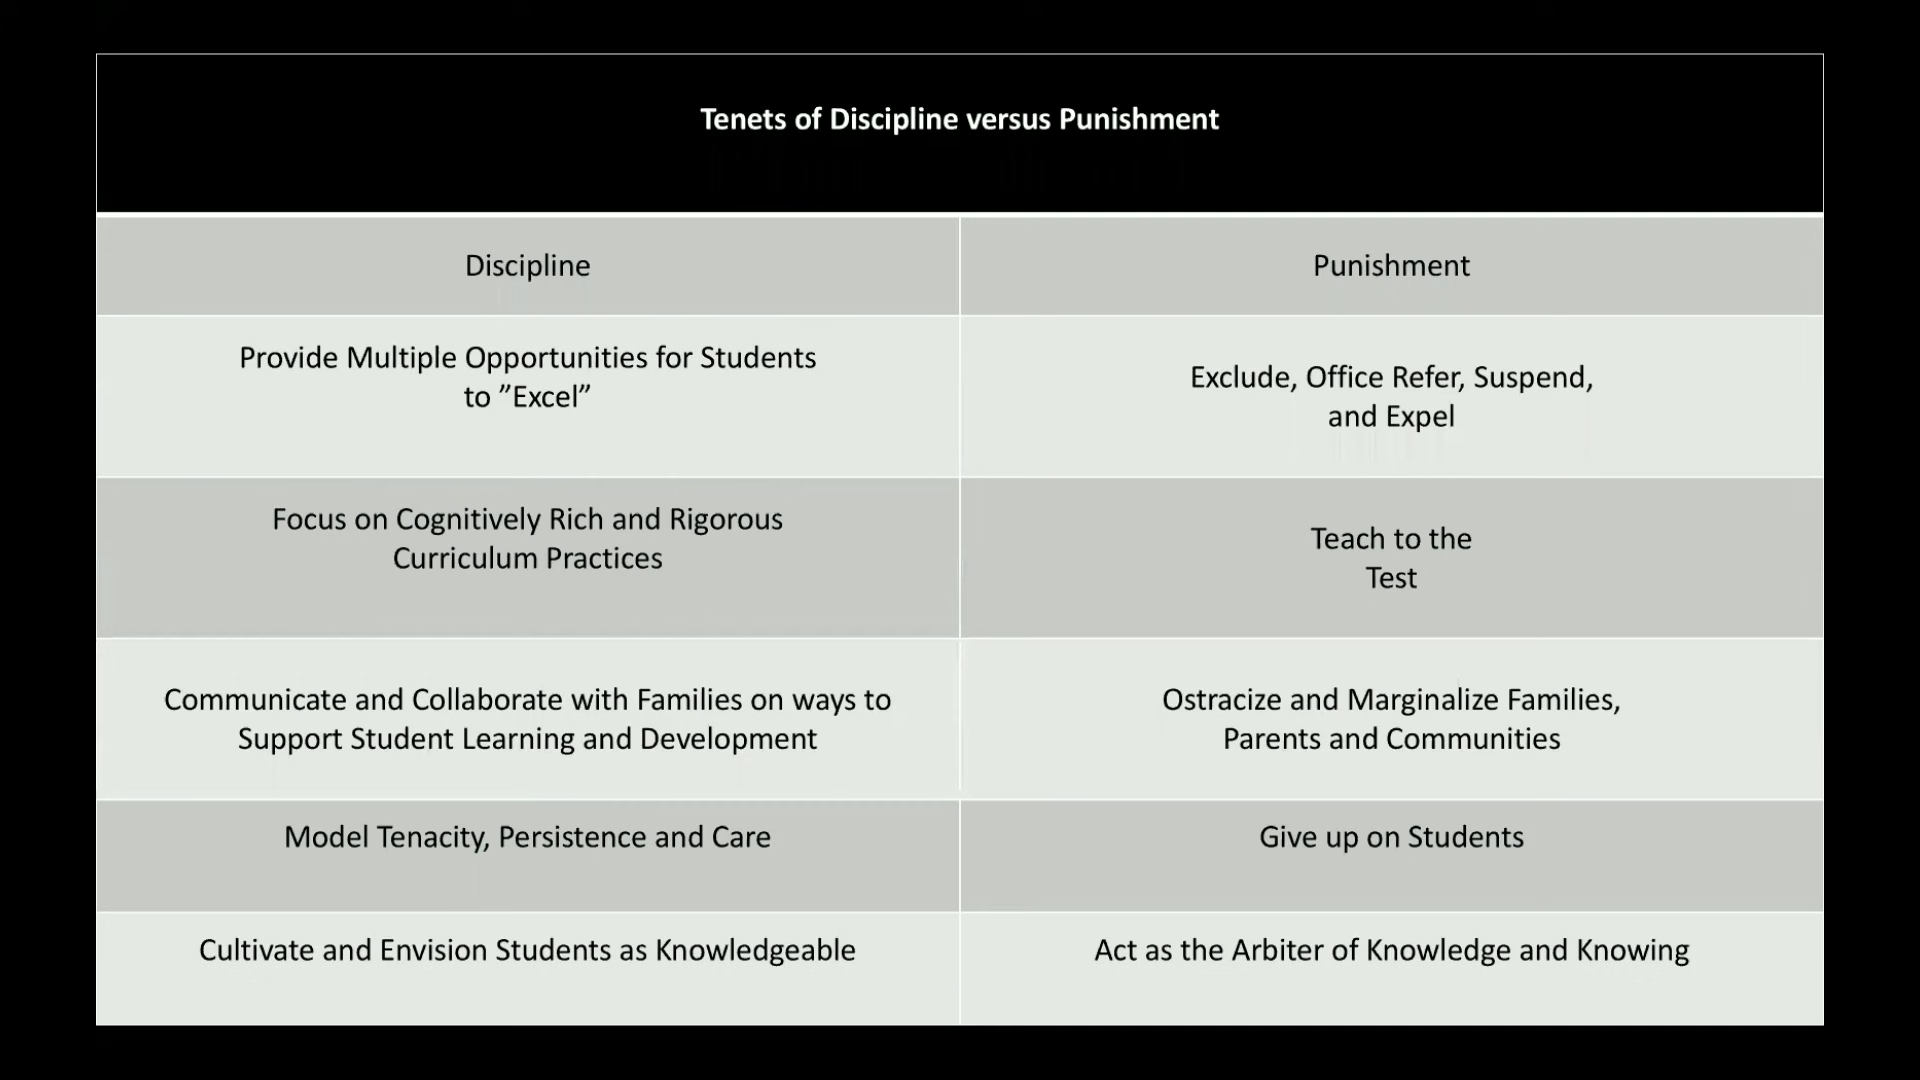 Tenets of Discipline versus Punishment
Discipline
Punishment
Provide Multiple Opportunities for Students
to ”Excel”
Exclude, Office Refer, Suspend,
and Expel
Focus on Cognitively Rich and Rigorous
Curriculum Practices
Teach to the
Test
Communicate and Collaborate with Families on ways to
Support Student Learning and Development
Ostracize and Marginalize Families,
Parents and Communities
Model Tenacity, Persistence and Care
Give up on Students
Cultivate and Envision Students as Knowledgeable
Act as the Arbiter of Knowledge and Knowing